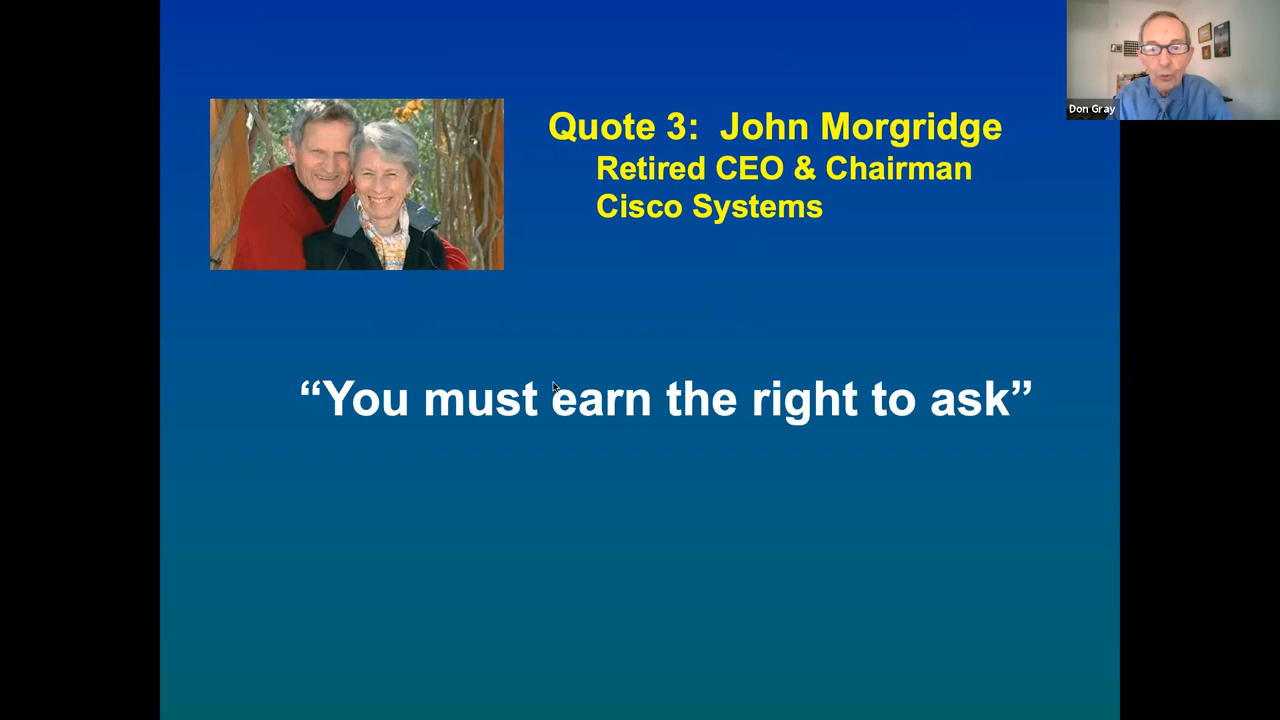 Don Gray
Quote 3: John Morgridge
Retired CEO & Chairman
Cisco Systems
“You must earn the right to ask”